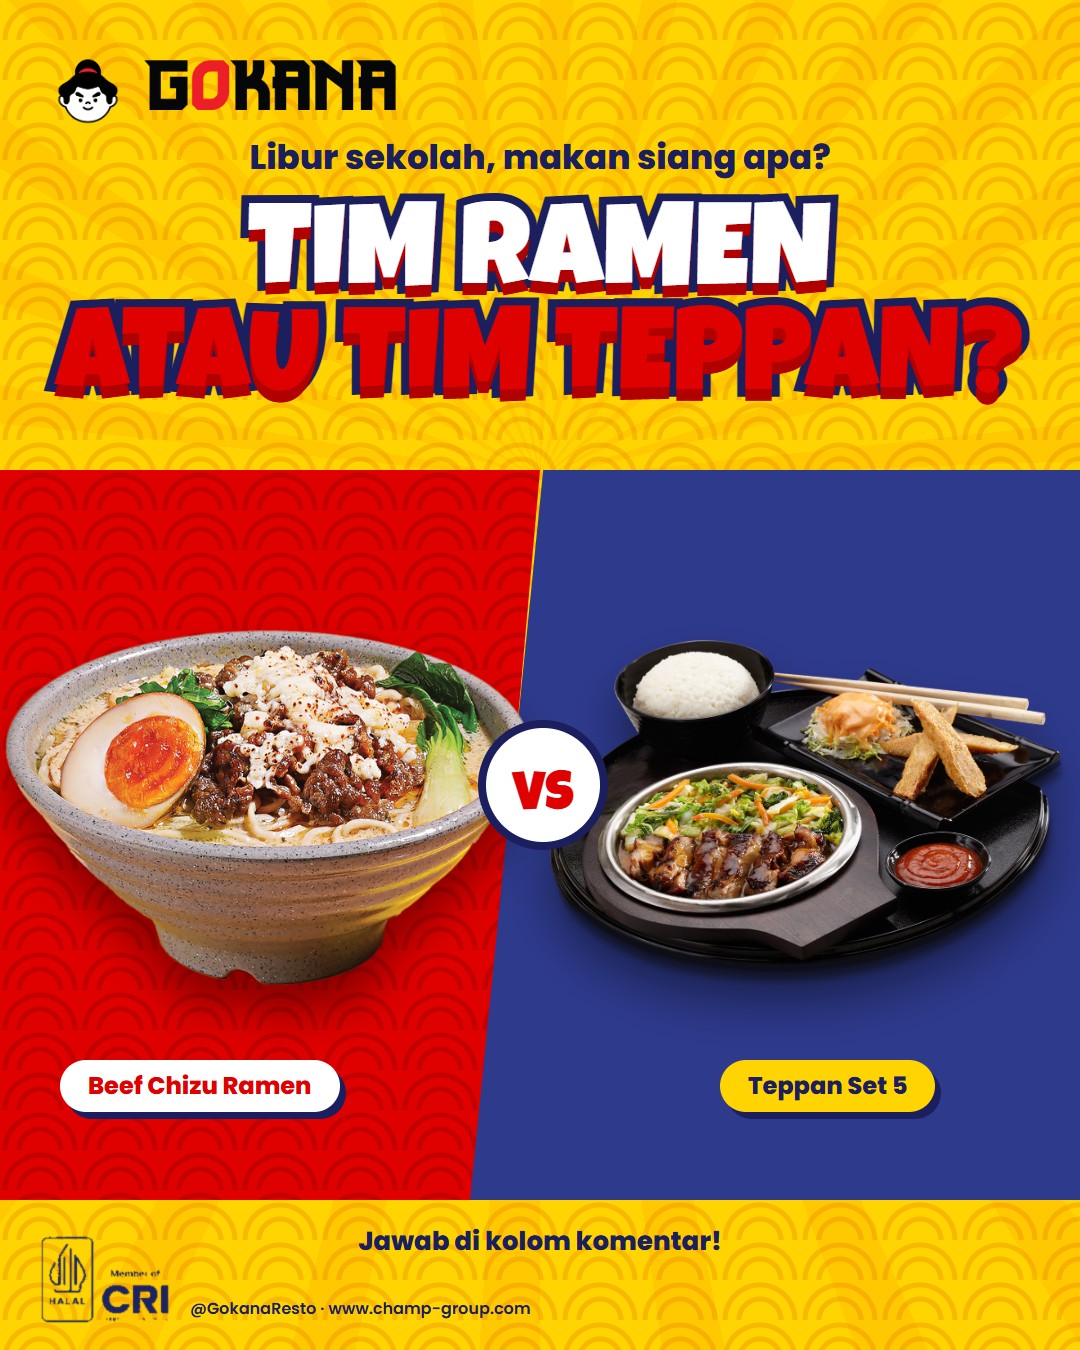 GOKANA
Libur sekolah, makan siang apa?
TIM RAMEN
ATAU TIM TEPPAN?
VS
Beef Chizu Ramen
Teppan Set 5
Jawab di kolom komentar!
HALAL
Member of
CRI
@GokanaResto · www.champ-group.com